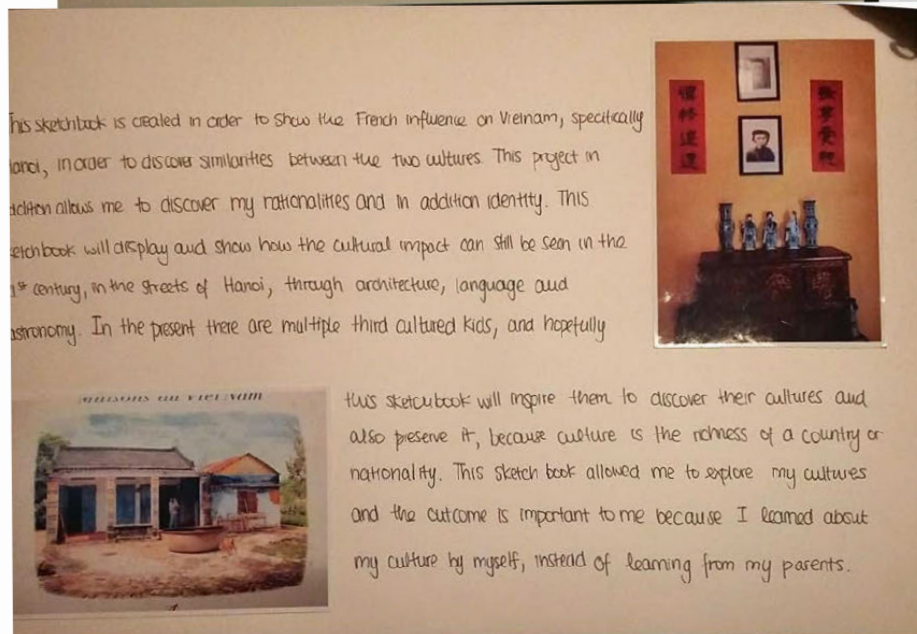 his sketchbook is created in order to show the French influence on Vietnam, specifically
anoi, in order to discover similarities between the two cultures. This project in
ddition allows me to discover my nationalities and in addition identity. This
ketchbook will display and show how the cultural impact can still be seen in the
1st century, in the streets of Hanoi, through architecture, language and
astronomy. In the present there are multiple third cultured kids, and hopefully
this sketchbook will inspire them to discover their cultures and
also preserve it, because culture is the richness of a country or
nationality. This sketch book allowed me to explore my cultures
and the outcome is important to me because I learned about
my culture by myself, instead of learning from my parents.